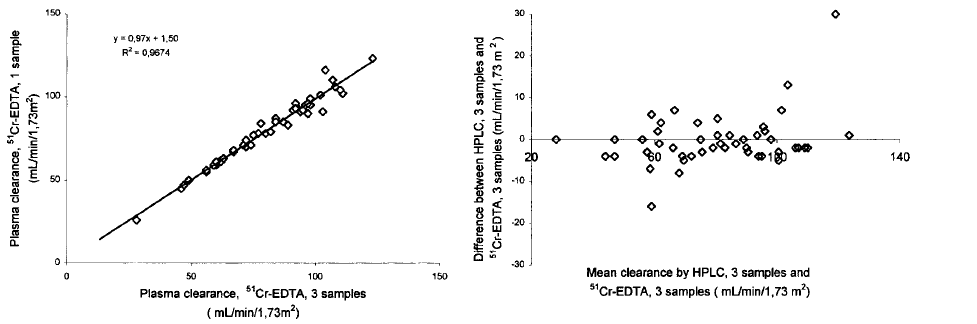 Plasma clearance, ⁵¹Cr-EDTA, 1 sample
(mL/min/1,73m²)
150
100
50
0
y = 0,97x + 1,50
R² = 0,9674
0
50
100
150
Plasma clearance, ⁵¹Cr-EDTA, 3 samples
( mL/min/1,73m²)
Difference between HPLC, 3 samples and
⁵¹Cr-EDTA, 3 samples (mL/min/1,73 m²)
30
20
10
0
-10
-20
-30
20
60
100
140
Mean clearance by HPLC, 3 samples and
⁵¹Cr-EDTA, 3 samples ( mL/min/1,73 m²)